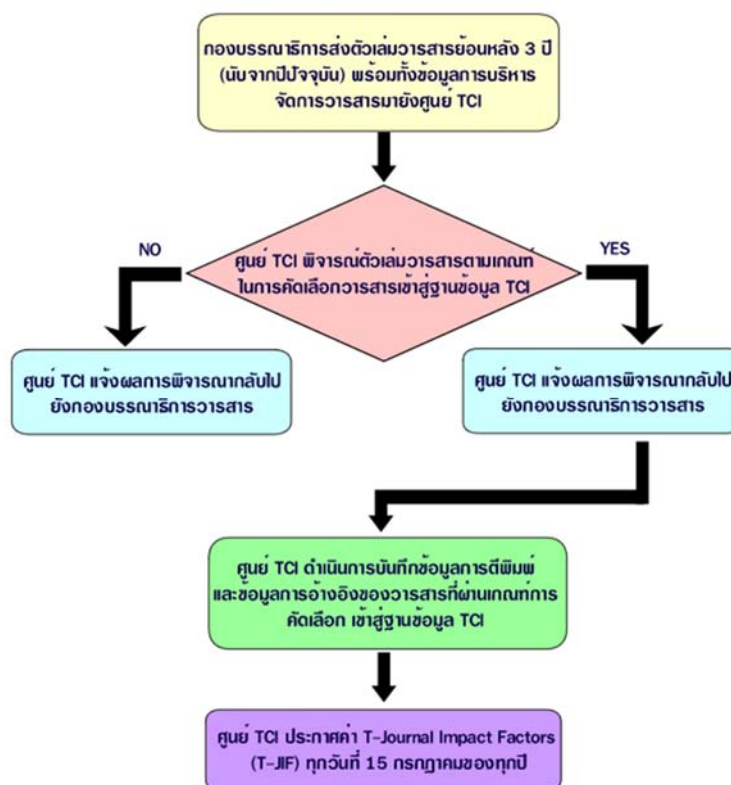 กองบรรณาธิการส่งตัวเล่มวารสารย้อนหลัง 3 ปี
(นับจากปีปัจจุบัน) พร้อมทั้งข้อมูลการบริหาร
จัดการวารสารมายังศูนย์ TCI
NO
YES
ศูนย์ TCI พิจารณ์ตัวเล่มวารสารตามเกณฑ์
ในการคัดเลือกวารสารเข้าสู่ฐานข้อมูล TCI
ศูนย์ TCI แจ้งผลการพิจารณากลับไป
ยังกองบรรณาธิการวารสาร
ศูนย์ TCI แจ้งผลการพิจารณากลับไป
ยังกองบรรณาธิการวารสาร
ศูนย์ TCI ดำเนินการบันทึกข้อมูลการตีพิมพ์
และข้อมูลการอ้างอิงของวารสารที่ผ่านเกณฑ์การ
คัดเลือก เข้าสู่ฐานข้อมูล TCI
ศูนย์ TCI ประกาศค่า T-Journal Impact Factors
(T-JIF) ทุกวันที่ 15 กรกฎาคมของทุกปี